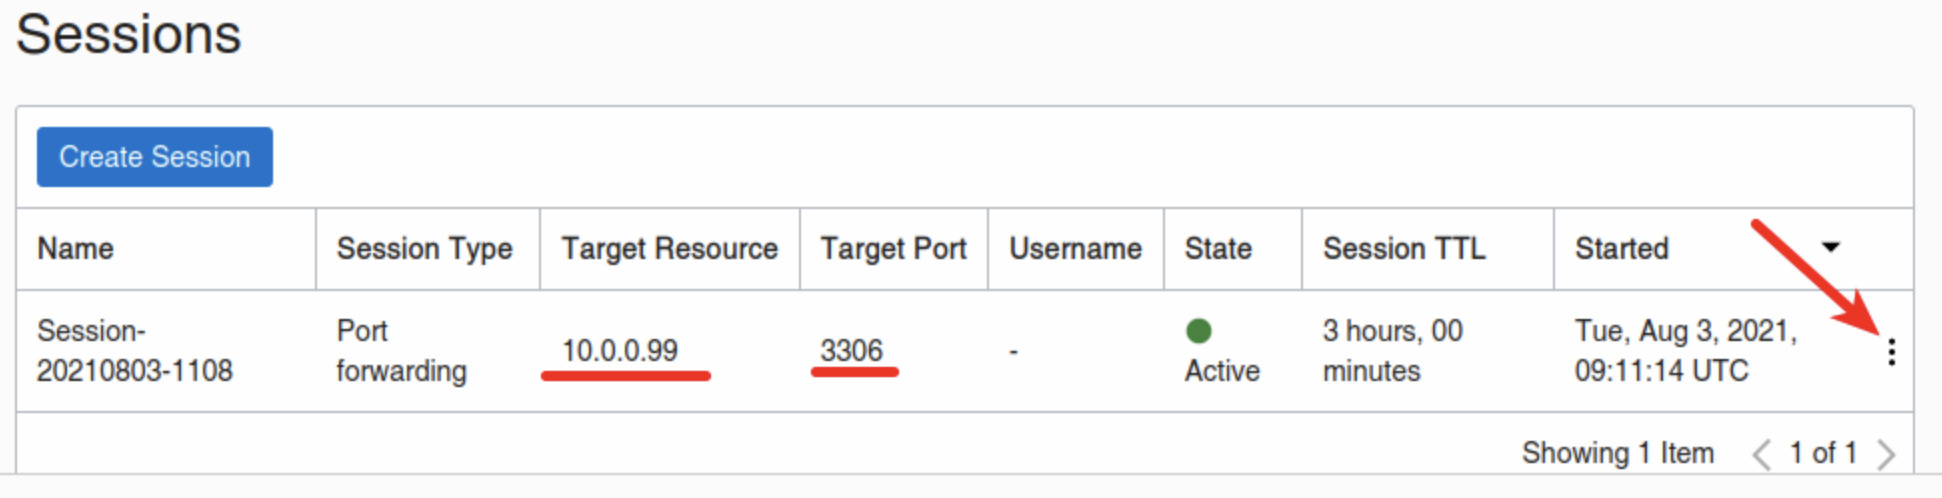 Sessions
Create Session
Name Session Type Target Resource Target Port Username State Session TTL Started
Session- Port 3 hours, 00 Tue, Aug 3, 2021,
10.0.0.99 3306 -
20210803-1108 forwarding Active minutes 09:11:14 UTC
Showing 1 Item 1 of 1